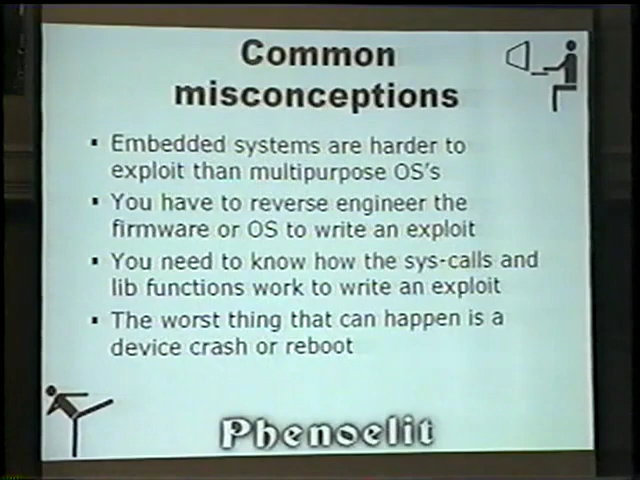 Common
misconceptions
▪ Embedded systems are harder to
exploit than multipurpose OS's
▪ You have to reverse engineer the
firmware or OS to write an exploit
▪ You need to know how the sys-calls and
lib functions work to write an exploit
▪ The worst thing that can happen is a
device crash or reboot
Phenoelit